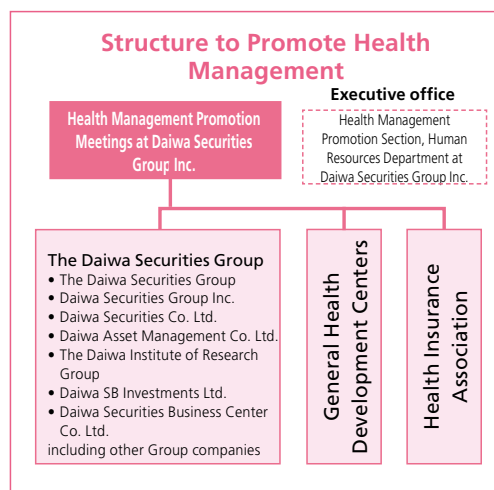 Structure to Promote Health
Management
Executive office
Health Management Promotion
Meetings at Daiwa Securities
Group Inc.
Health Management
Promotion Section, Human
Resources Department at
Daiwa Securities Group Inc.
The Daiwa Securities Group
• The Daiwa Securities Group
• Daiwa Securities Group Inc.
• Daiwa Securities Co. Ltd.
• Daiwa Asset Management Co. Ltd.
• The Daiwa Institute of Research
Group
• Daiwa SB Investments Ltd.
• Daiwa Securities Business Center
Co. Ltd.
including other Group companies
General Health
Development Centers
Health Insurance
Association